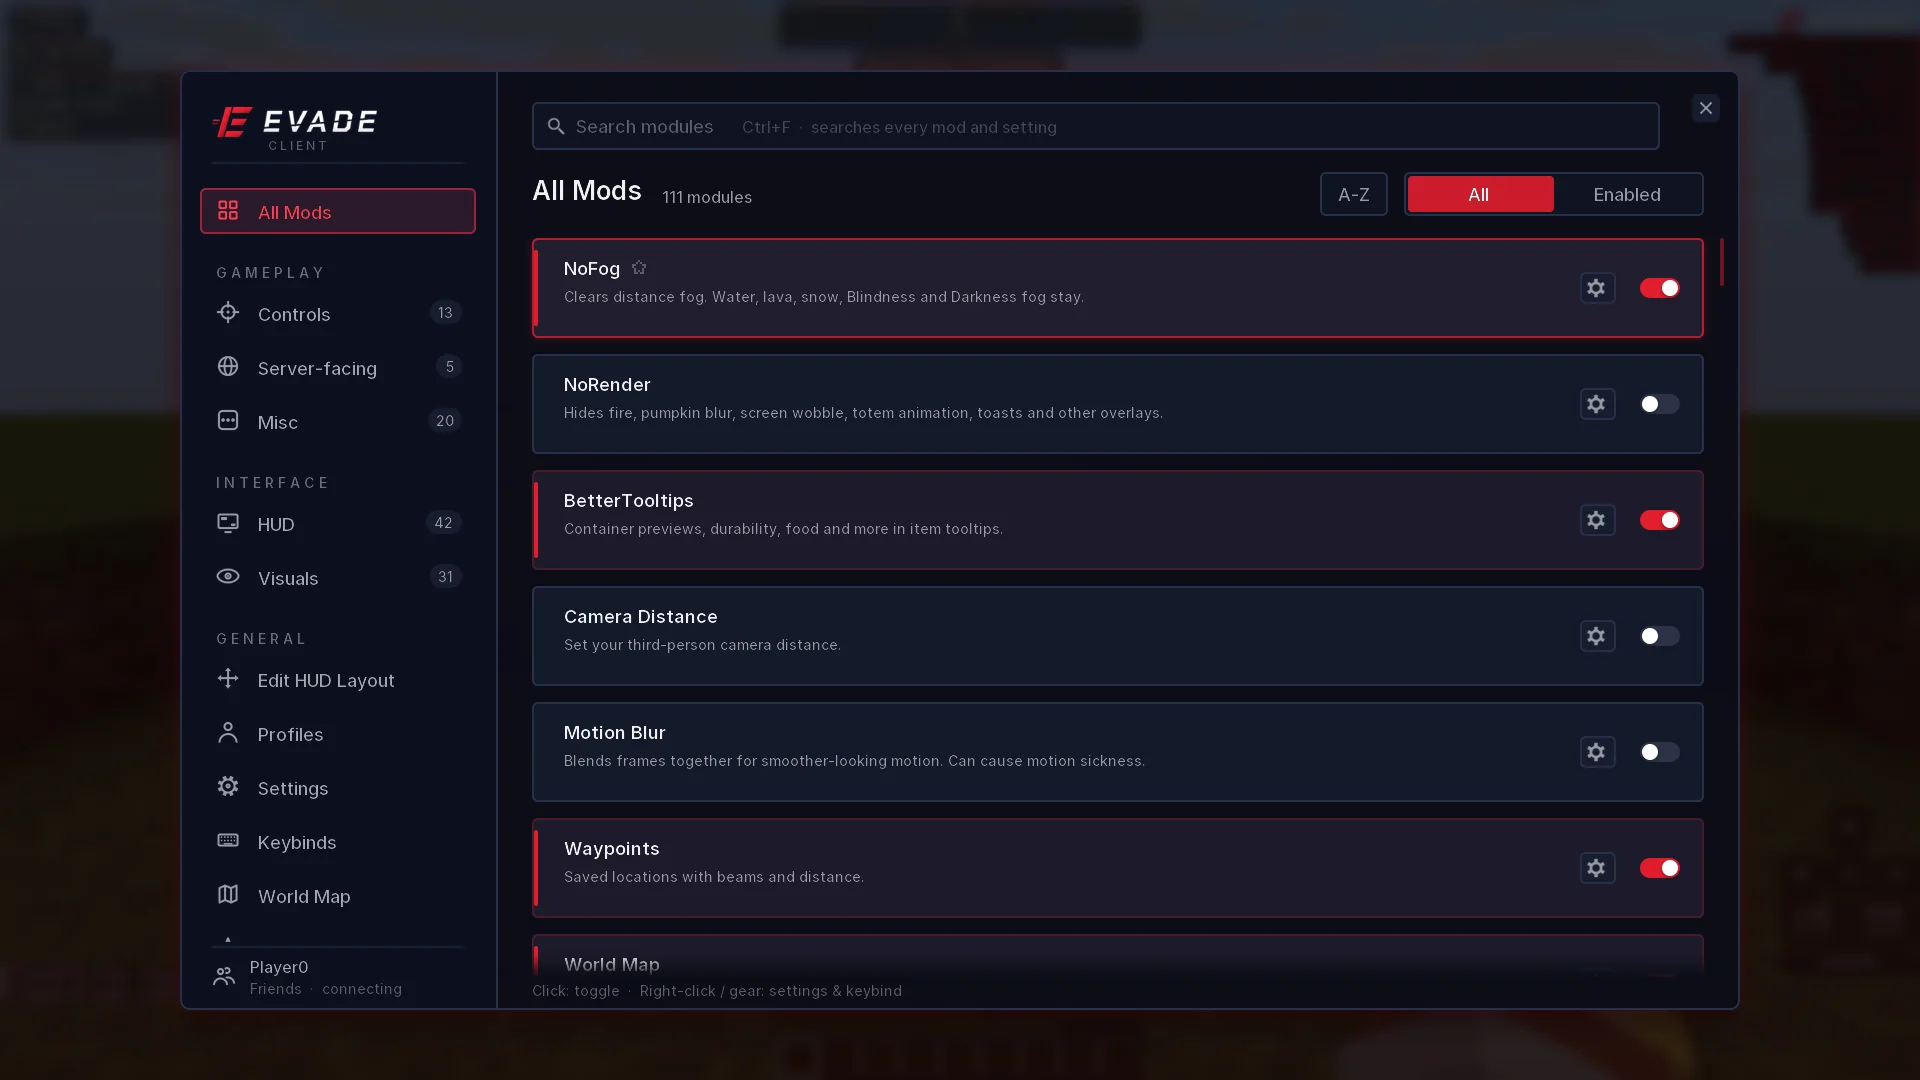 EVADE
CLIENT
All Mods
GAMEPLAY
Controls 13
Server-facing 5
Misc 20
INTERFACE
HUD 42
Visuals 31
GENERAL
Edit HUD Layout
Profiles
Settings
Keybinds
World Map
Player0
Friends · connecting
Search modules Ctrl+F · searches every mod and setting
All Mods 111 modules
A-Z All Enabled
NoFog
Clears distance fog. Water, lava, snow, Blindness and Darkness fog stay.
NoRender
Hides fire, pumpkin blur, screen wobble, totem animation, toasts and other overlays.
BetterTooltips
Container previews, durability, food and more in item tooltips.
Camera Distance
Set your third-person camera distance.
Motion Blur
Blends frames together for smoother-looking motion. Can cause motion sickness.
Waypoints
Saved locations with beams and distance.
World Map
Click: toggle · Right-click / gear: settings & keybind